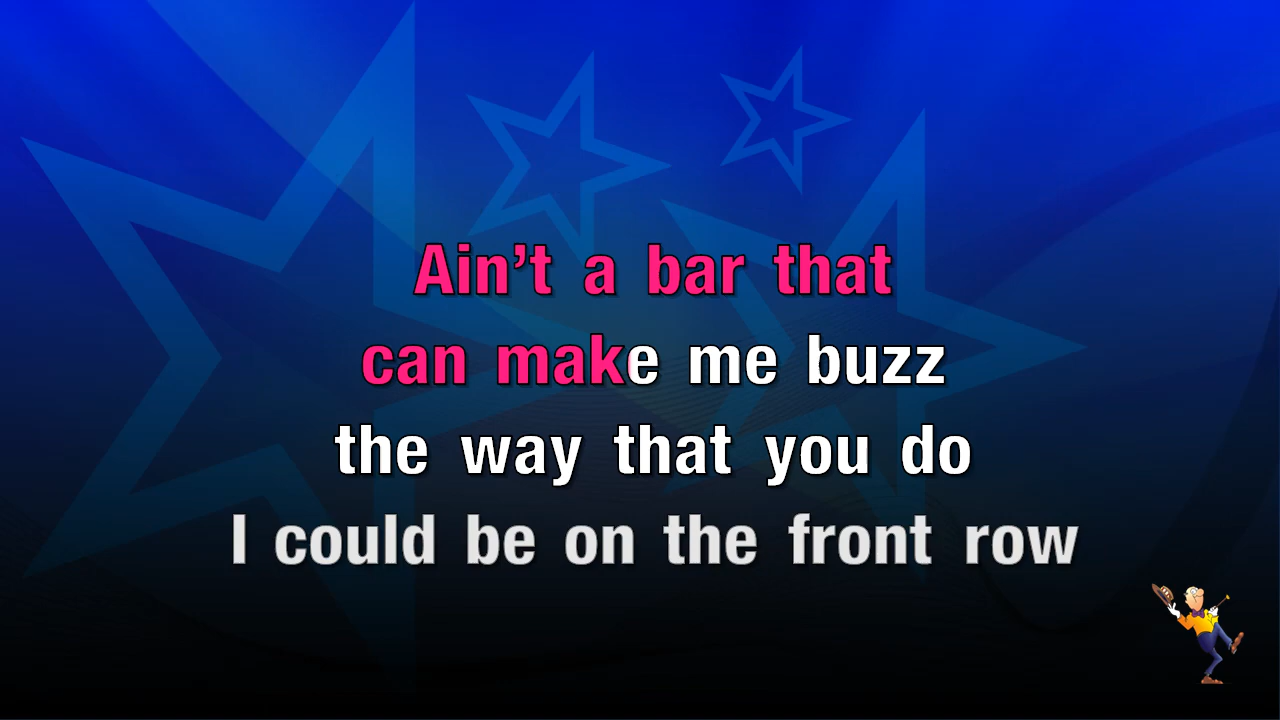 Ain’t a bar that
can make me buzz
the way that you do
I could be on the front row